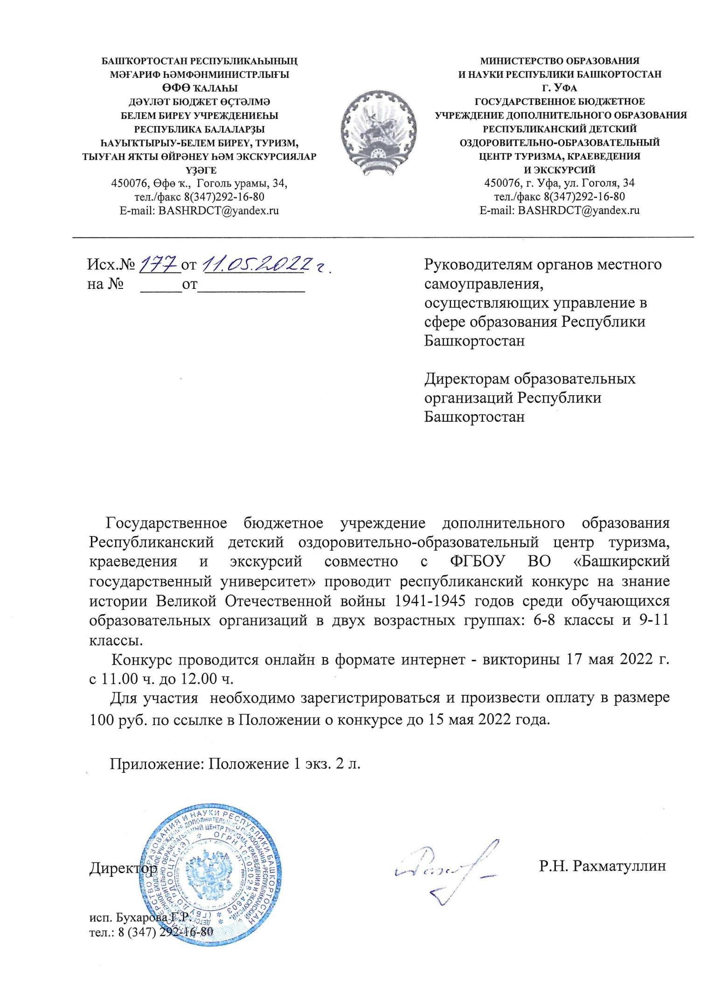 БАШҠОРТОСТАН РЕСПУБЛИКАҺЫНЫҢ
МӘҒАРИФ ҺӘМФӘНМИНИСТРЛЫҒЫ
ӨФӨ ҠАЛАҺЫ
ДӘҮЛӘТ БЮДЖЕТ ӨҪТӘЛМӘ
БЕЛЕМ БИРЕҮ УЧРЕЖДЕНИЕҺЫ
РЕСПУБЛИКА БАЛАЛАРҘЫ
ҺАУЫҠТЫРЫУ-БЕЛЕМ БИРЕҮ, ТУРИЗМ,
ТЫУҒАН ЯҠТЫ ӨЙРӘНЕҮ ҺӘМ ЭКСКУРСИЯЛАР
ҮҘӘГЕ
450076, Өфө ҡ., Гоголь урамы, 34,
тел./факс 8(347)292-16-80
E-mail: BASHRDCT@yandex.ru
МИНИСТЕРСТВО ОБРАЗОВАНИЯ
И НАУКИ РЕСПУБЛИКИ БАШКОРТОСТАН
г. УФА
ГОСУДАРСТВЕННОЕ БЮДЖЕТНОЕ
УЧРЕЖДЕНИЕ ДОПОЛНИТЕЛЬНОГО ОБРАЗОВАНИЯ
РЕСПУБЛИКАНСКИЙ ДЕТСКИЙ
ОЗДОРОВИТЕЛЬНО-ОБРАЗОВАТЕЛЬНЫЙ
ЦЕНТР ТУРИЗМА, КРАЕВЕДЕНИЯ
И ЭКСКУРСИЙ
450076, г. Уфа, ул. Гоголя, 34
тел./факс 8(347)292-16-80
E-mail: BASHRDCT@yandex.ru
Исх.№ 177 от 11.05.2022 г.
на № ______от_______________
Руководителям органов местного
самоуправления,
осуществляющих управление в
сфере образования Республики
Башкортостан
Директорам образовательных
организаций Республики
Башкортостан
Государственное бюджетное учреждение дополнительного образования
Республиканский детский оздоровительно-образовательный центр туризма,
краеведения и экскурсий совместно с ФГБОУ ВО «Башкирский
государственный университет» проводит республиканский конкурс на знание
истории Великой Отечественной войны 1941-1945 годов среди обучающихся
образовательных организаций в двух возрастных группах: 6-8 классы и 9-11
классы.
Конкурс проводится онлайн в формате интернет - викторины 17 мая 2022 г.
с 11.00 ч. до 12.00 ч.
Для участия необходимо зарегистрироваться и произвести оплату в размере
100 руб. по ссылке в Положении о конкурсе до 15 мая 2022 года.
Приложение: Положение 1 экз. 2 л.
Директор
Р.Н. Рахматуллин
исп. Бухарова Г.Р.
тел.: 8 (347) 292-16-80
МИНИСТЕРСТВО ОБРАЗОВАНИЯ И НАУКИ РЕСПУБЛИКИ БАШКОРТОСТАН
(ГБУ ДО РДООЦТКиЭ) * ОГРН 1020202874603 *